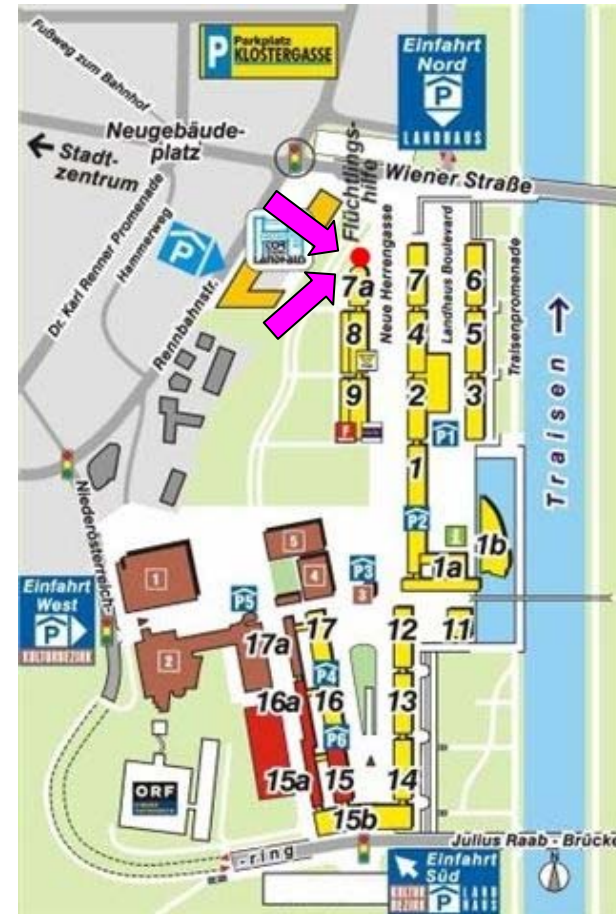 Parkplatz
KLOSTERGASSE
P
Einfahrt
Nord
P
LANDHAUS
Fußweg zum Bahnhof
Neugebäude-
platz
← Stadt-
zentrum
Wiener Straße
Flüchtlings-
hilfe
Dr. Karl Renner Promenade
Hammerweg
P
Rennbahnstr.
Neue Herrengasse
Landhaus Boulevard
Traisenpromenade
Traisen →
7a
7
6
8
4
5
9
2
3
F
P1
1
P2
1a
1b
Niederösterreich-
1
5
4
P3
3
Einfahrt
West
P
KULTURBEZIRK
P5
2
17a
17
12
11
P4
16a
16
13
P6
15a
15
14
15b
ORF
-ring
Julius Raab - Brücke
Einfahrt
Süd
KULTUR
BEZIRK
P
LAND
HAUS
N